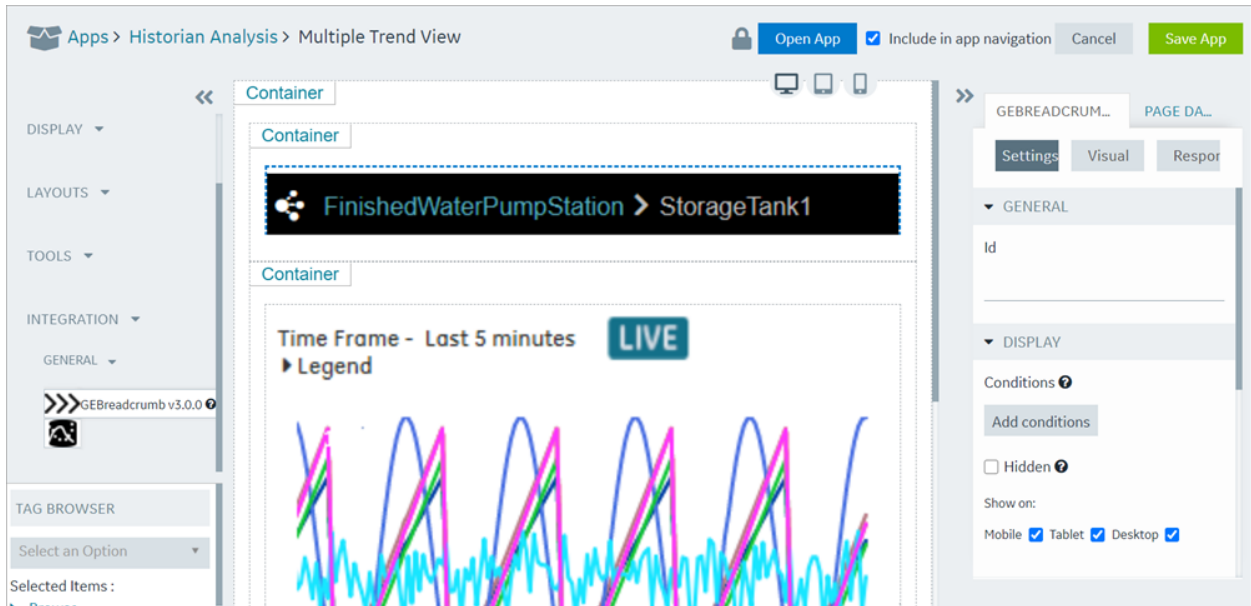 Apps > Historian Analysis > Multiple Trend View
Open App
Include in app navigation
Cancel
Save App
DISPLAY
LAYOUTS
TOOLS
INTEGRATION
GENERAL
GEBreadcrumb v3.0.0
TAG BROWSER
Select an Option
Selected Items :
Container
Container
FinishedWaterPumpStation > StorageTank1
Container
Time Frame - Last 5 minutes
LIVE
Legend
GEBREADCRUM...
PAGE DA...
Settings
Visual
Respor
GENERAL
Id
DISPLAY
Conditions
Add conditions
Hidden
Show on:
Mobile Tablet Desktop